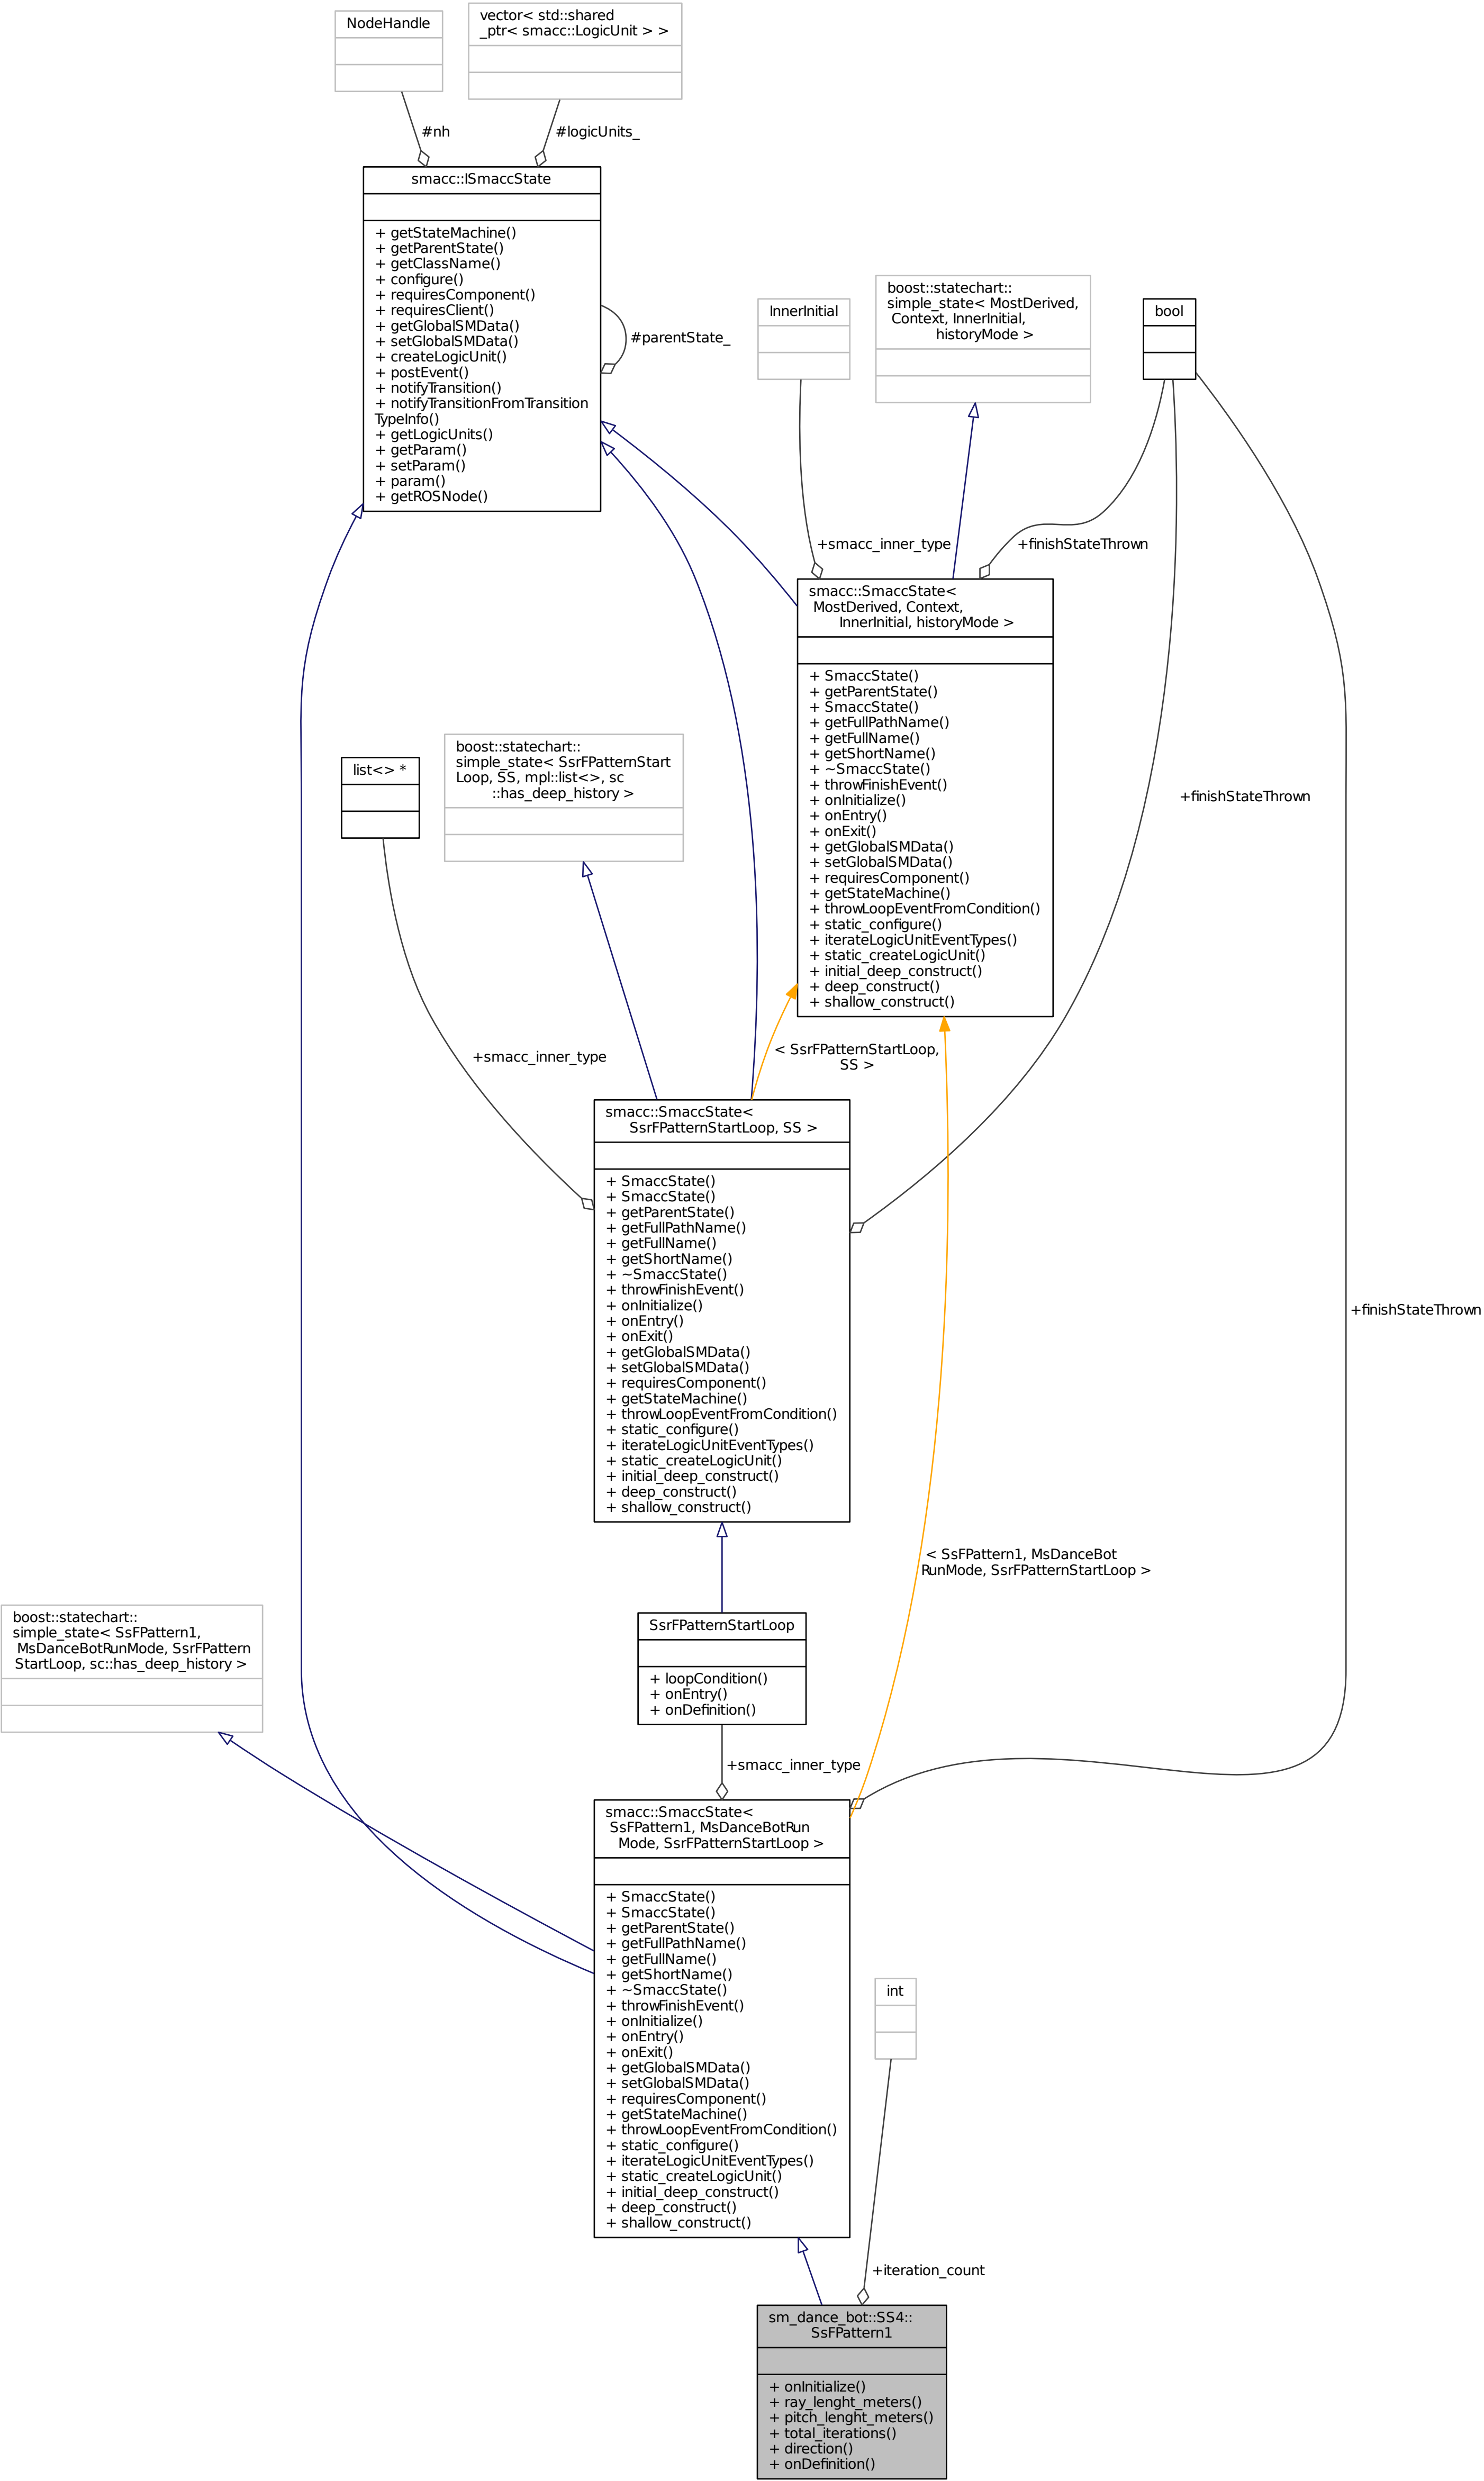 NodeHandle
vector< std::shared
_ptr< smacc::LogicUnit > >
#nh
#logicUnits_
smacc::ISmaccState
+ getStateMachine()
+ getParentState()
+ getClassName()
+ configure()
+ requiresComponent()
+ requiresClient()
+ getGlobalSMData()
+ setGlobalSMData()
+ createLogicUnit()
+ postEvent()
+ notifyTransition()
+ notifyTransitionFromTransition
TypeInfo()
+ getLogicUnits()
+ getParam()
+ setParam()
+ param()
+ getROSNode()
#parentState_
InnerInitial
boost::statechart::
simple_state< MostDerived,
Context, InnerInitial,
historyMode >
bool
+smacc_inner_type
+finishStateThrown
smacc::SmaccState<
MostDerived, Context,
InnerInitial, historyMode >
+ SmaccState()
+ getParentState()
+ SmaccState()
+ getFullPathName()
+ getFullName()
+ getShortName()
+ ~SmaccState()
+ throwFinishEvent()
+ onInitialize()
+ onEntry()
+ onExit()
+ getGlobalSMData()
+ setGlobalSMData()
+ requiresComponent()
+ getStateMachine()
+ throwLoopEventFromCondition()
+ static_configure()
+ iterateLogicUnitEventTypes()
+ static_createLogicUnit()
+ initial_deep_construct()
+ deep_construct()
+ shallow_construct()
list<> *
boost::statechart::
simple_state< SsrFPatternStart
Loop, SS, mpl::list<>, sc
::has_deep_history >
+finishStateThrown
+smacc_inner_type
< SsrFPatternStartLoop,
SS >
smacc::SmaccState<
SsrFPatternStartLoop, SS >
+ SmaccState()
+ SmaccState()
+ getParentState()
+ getFullPathName()
+ getFullName()
+ getShortName()
+ ~SmaccState()
+ throwFinishEvent()
+ onInitialize()
+ onEntry()
+ onExit()
+ getGlobalSMData()
+ setGlobalSMData()
+ requiresComponent()
+ getStateMachine()
+ throwLoopEventFromCondition()
+ static_configure()
+ iterateLogicUnitEventTypes()
+ static_createLogicUnit()
+ initial_deep_construct()
+ deep_construct()
+ shallow_construct()
+finishStateThrown
< SsFPattern1, MsDanceBot
RunMode, SsrFPatternStartLoop >
boost::statechart::
simple_state< SsFPattern1,
MsDanceBotRunMode, SsrFPattern
StartLoop, sc::has_deep_history >
SsrFPatternStartLoop
+ loopCondition()
+ onEntry()
+ onDefinition()
+smacc_inner_type
smacc::SmaccState<
SsFPattern1, MsDanceBotRun
Mode, SsrFPatternStartLoop >
+ SmaccState()
+ SmaccState()
+ getParentState()
+ getFullPathName()
+ getFullName()
+ getShortName()
+ ~SmaccState()
+ throwFinishEvent()
+ onInitialize()
+ onEntry()
+ onExit()
+ getGlobalSMData()
+ setGlobalSMData()
+ requiresComponent()
+ getStateMachine()
+ throwLoopEventFromCondition()
+ static_configure()
+ iterateLogicUnitEventTypes()
+ static_createLogicUnit()
+ initial_deep_construct()
+ deep_construct()
+ shallow_construct()
int
+iteration_count
sm_dance_bot::SS4::
SsFPattern1
+ onInitialize()
+ ray_lenght_meters()
+ pitch_lenght_meters()
+ total_iterations()
+ direction()
+ onDefinition()